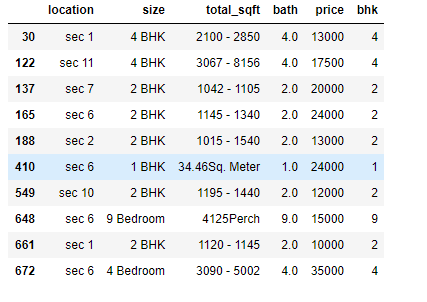 location size total_sqft bath price bhk
30 sec 1 4 BHK 2100 - 2850 4.0 13000 4
122 sec 11 4 BHK 3067 - 8156 4.0 17500 4
137 sec 7 2 BHK 1042 - 1105 2.0 20000 2
165 sec 6 2 BHK 1145 - 1340 2.0 24000 2
188 sec 2 2 BHK 1015 - 1540 2.0 13000 2
410 sec 6 1 BHK 34.46Sq. Meter 1.0 24000 1
549 sec 10 2 BHK 1195 - 1440 2.0 12000 2
648 sec 6 9 Bedroom 4125Perch 9.0 15000 9
661 sec 1 2 BHK 1120 - 1145 2.0 10000 2
672 sec 6 4 Bedroom 3090 - 5002 4.0 35000 4